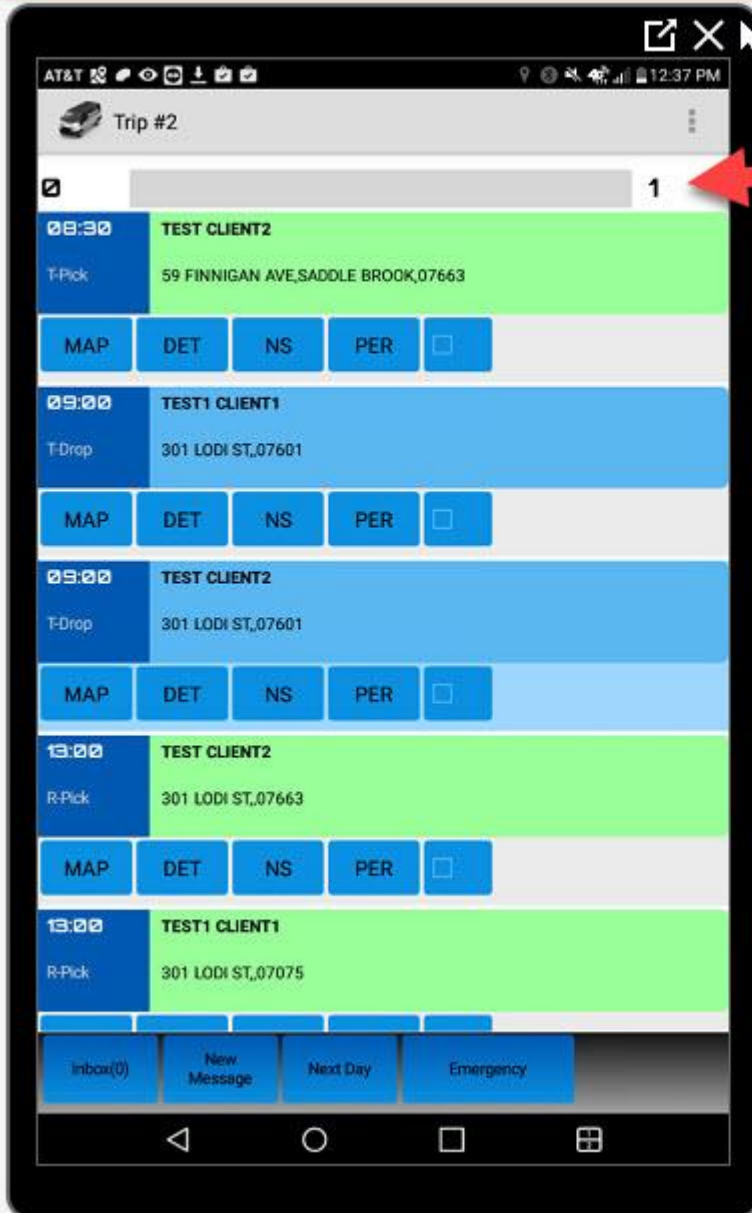 AT&T 12:37 PM
Trip #2
0 1
08:30 TEST CLIENT2
T-Pick 59 FINNIGAN AVE,SADDLE BROOK,07663
MAP DET NS PER
09:00 TEST1 CLIENT1
T-Drop 301 LODI ST,,07601
MAP DET NS PER
09:00 TEST CLIENT2
T-Drop 301 LODI ST,,07601
MAP DET NS PER
13:00 TEST CLIENT2
R-Pick 301 LODI ST,,07663
MAP DET NS PER
13:00 TEST1 CLIENT1
R-Pick 301 LODI ST,,07075
Inbox(0) New Message Next Day Emergency